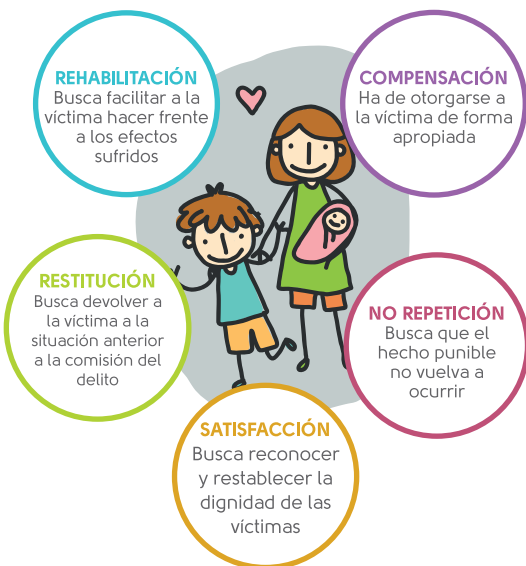 REHABILITACIÓN
Busca facilitar a la
víctima hacer frente
a los efectos
sufridos
COMPENSACIÓN
Ha de otorgarse a
la víctima de forma
apropiada
RESTITUCIÓN
Busca devolver a
la víctima a la
situación anterior
a la comisión del
delito
NO REPETICIÓN
Busca que el
hecho punible
no vuelva a
ocurrir
SATISFACCIÓN
Busca reconocer
y restablecer la
dignidad de las
víctimas